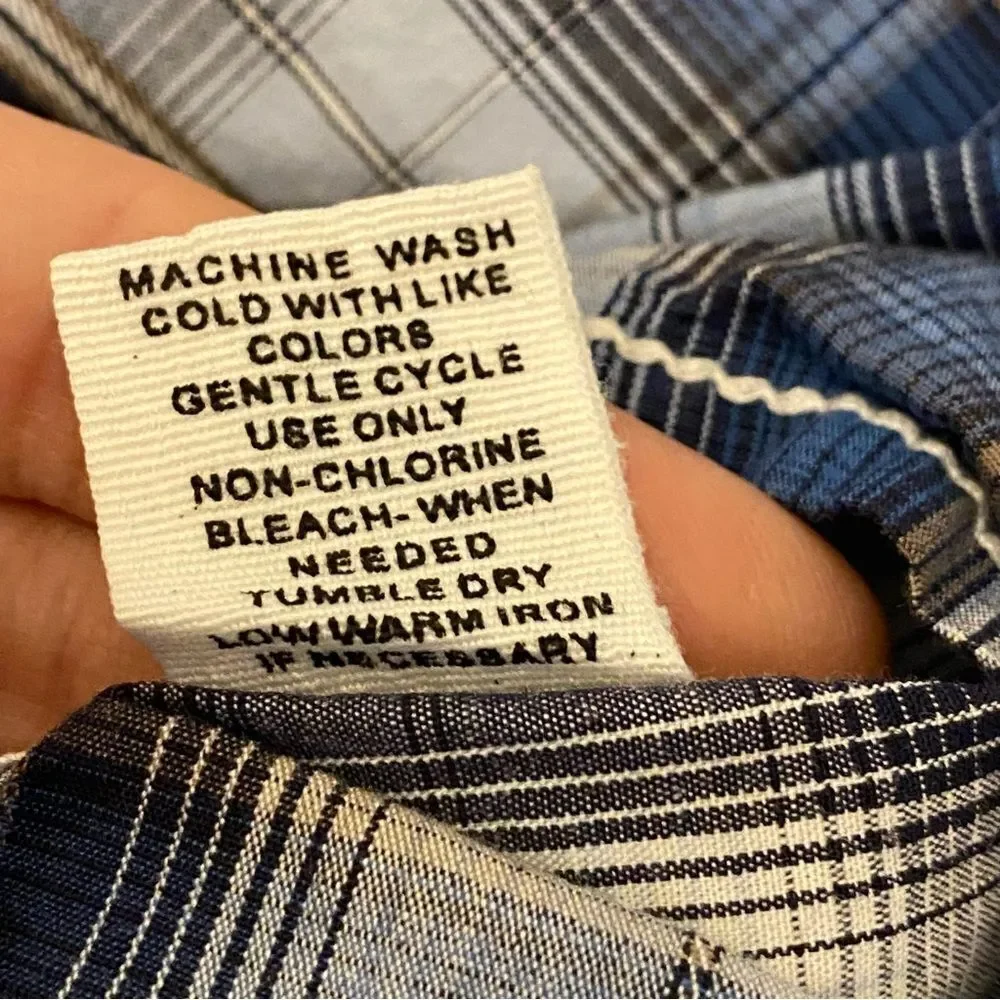 MACHINE WASH
COLD WITH LIKE
COLORS
GENTLE CYCLE
USE ONLY
NON-CHLORINE
BLEACH-WHEN
NEEDED
TUMBLE DRY
LOW WARM IRON
IF NECESSARY